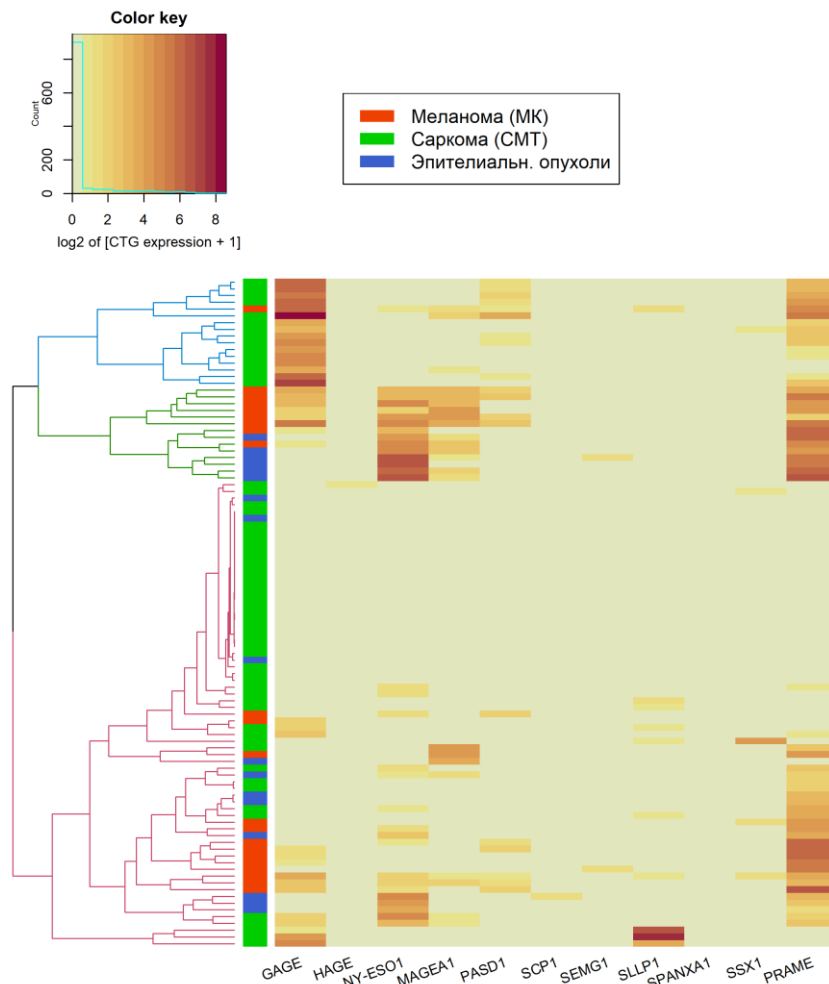 Color key
Count
0 200 600
0 2 4 6 8
log2 of [CTG expression + 1]
Меланома (МК)
Саркома (СМТ)
Эпителиальн. опухоли
GAGE HAGE NY-ESO1 MAGEA1 PASD1 SCP1 SEMG1 SLLP1 SPANXA1 SSX1 PRAME